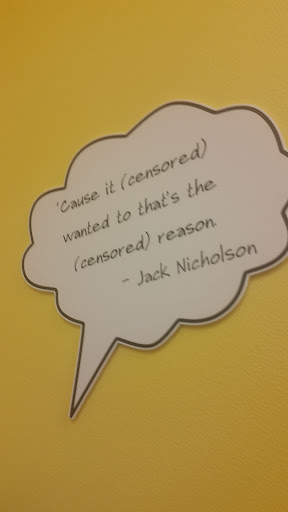 'Cause it (censored)
wanted to that's the
(censored) reason.
- Jack Nicholson